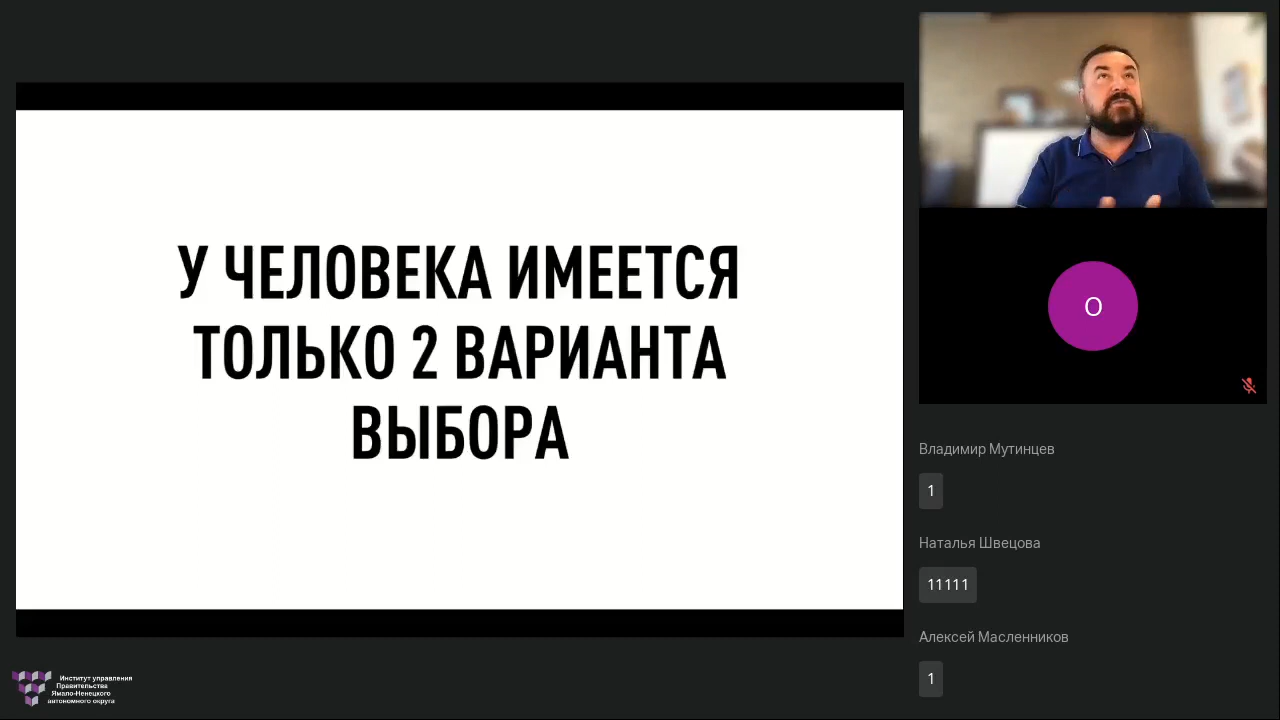 У ЧЕЛОВЕКА ИМЕЕТСЯ
ТОЛЬКО 2 ВАРИАНТА
ВЫБОРА
О
Владимир Мутинцев
1
Наталья Швецова
11111
Алексей Масленников
1
Институт управления
Правительства
Ямало-Ненецкого
автономного округа